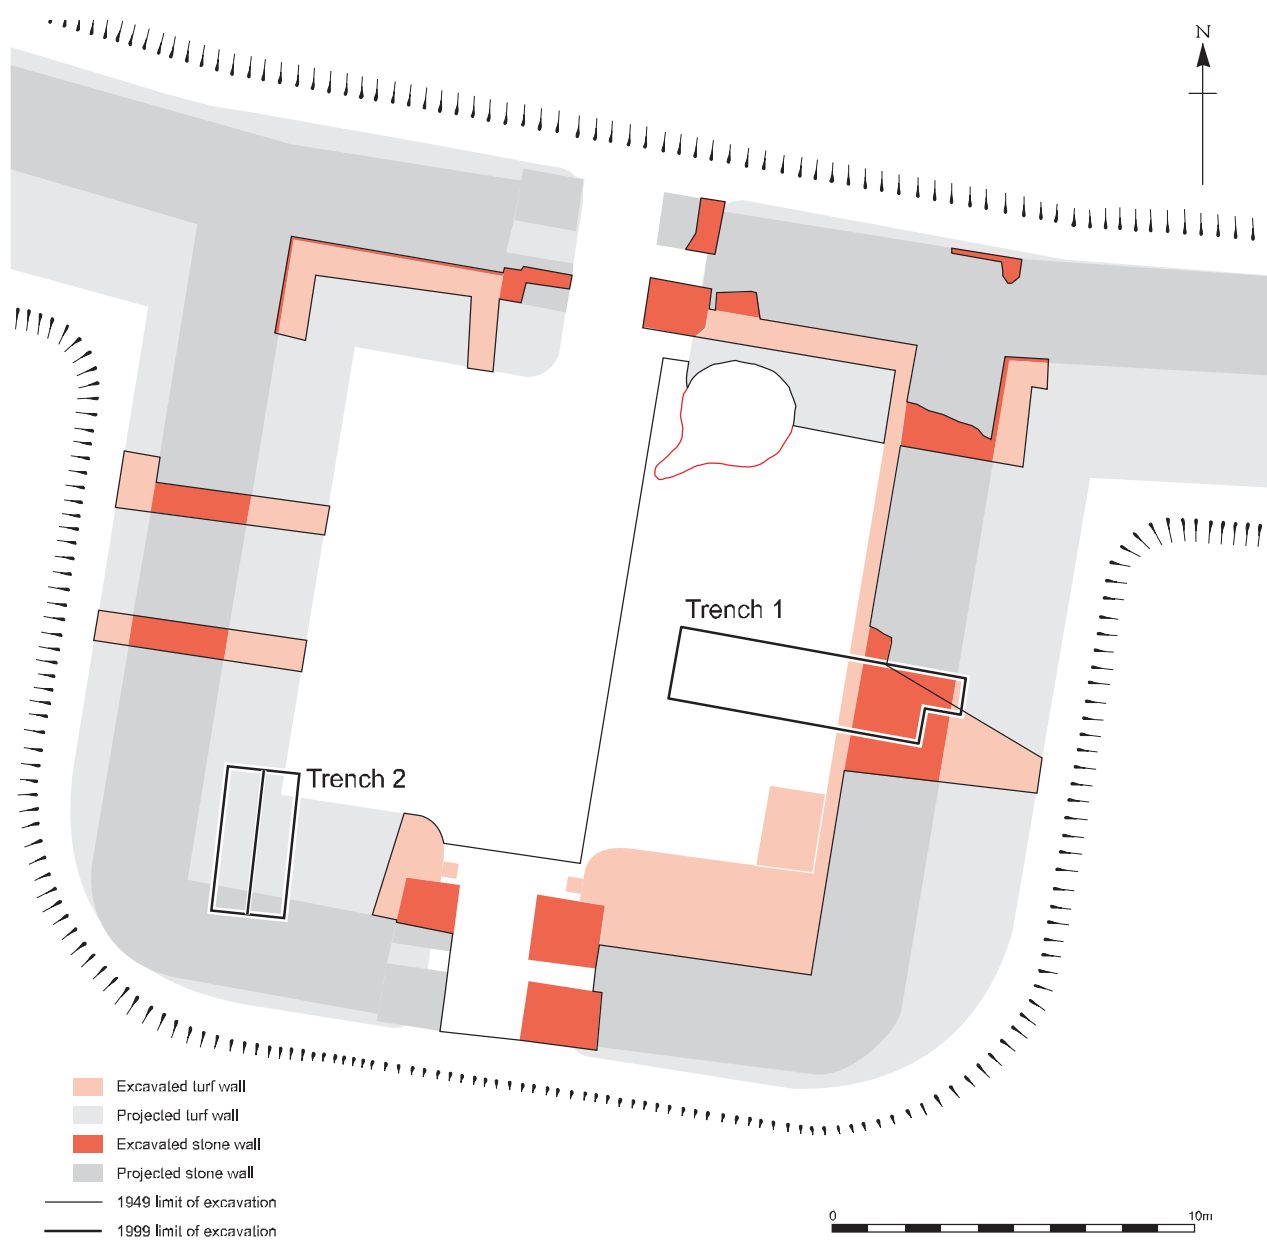 N
Trench 1
Trench 2
Excavated turf wall
Projected turf wall
Excavated stone wall
Projected stone wall
1949 limit of excavation
1999 limit of excavation
0 10m